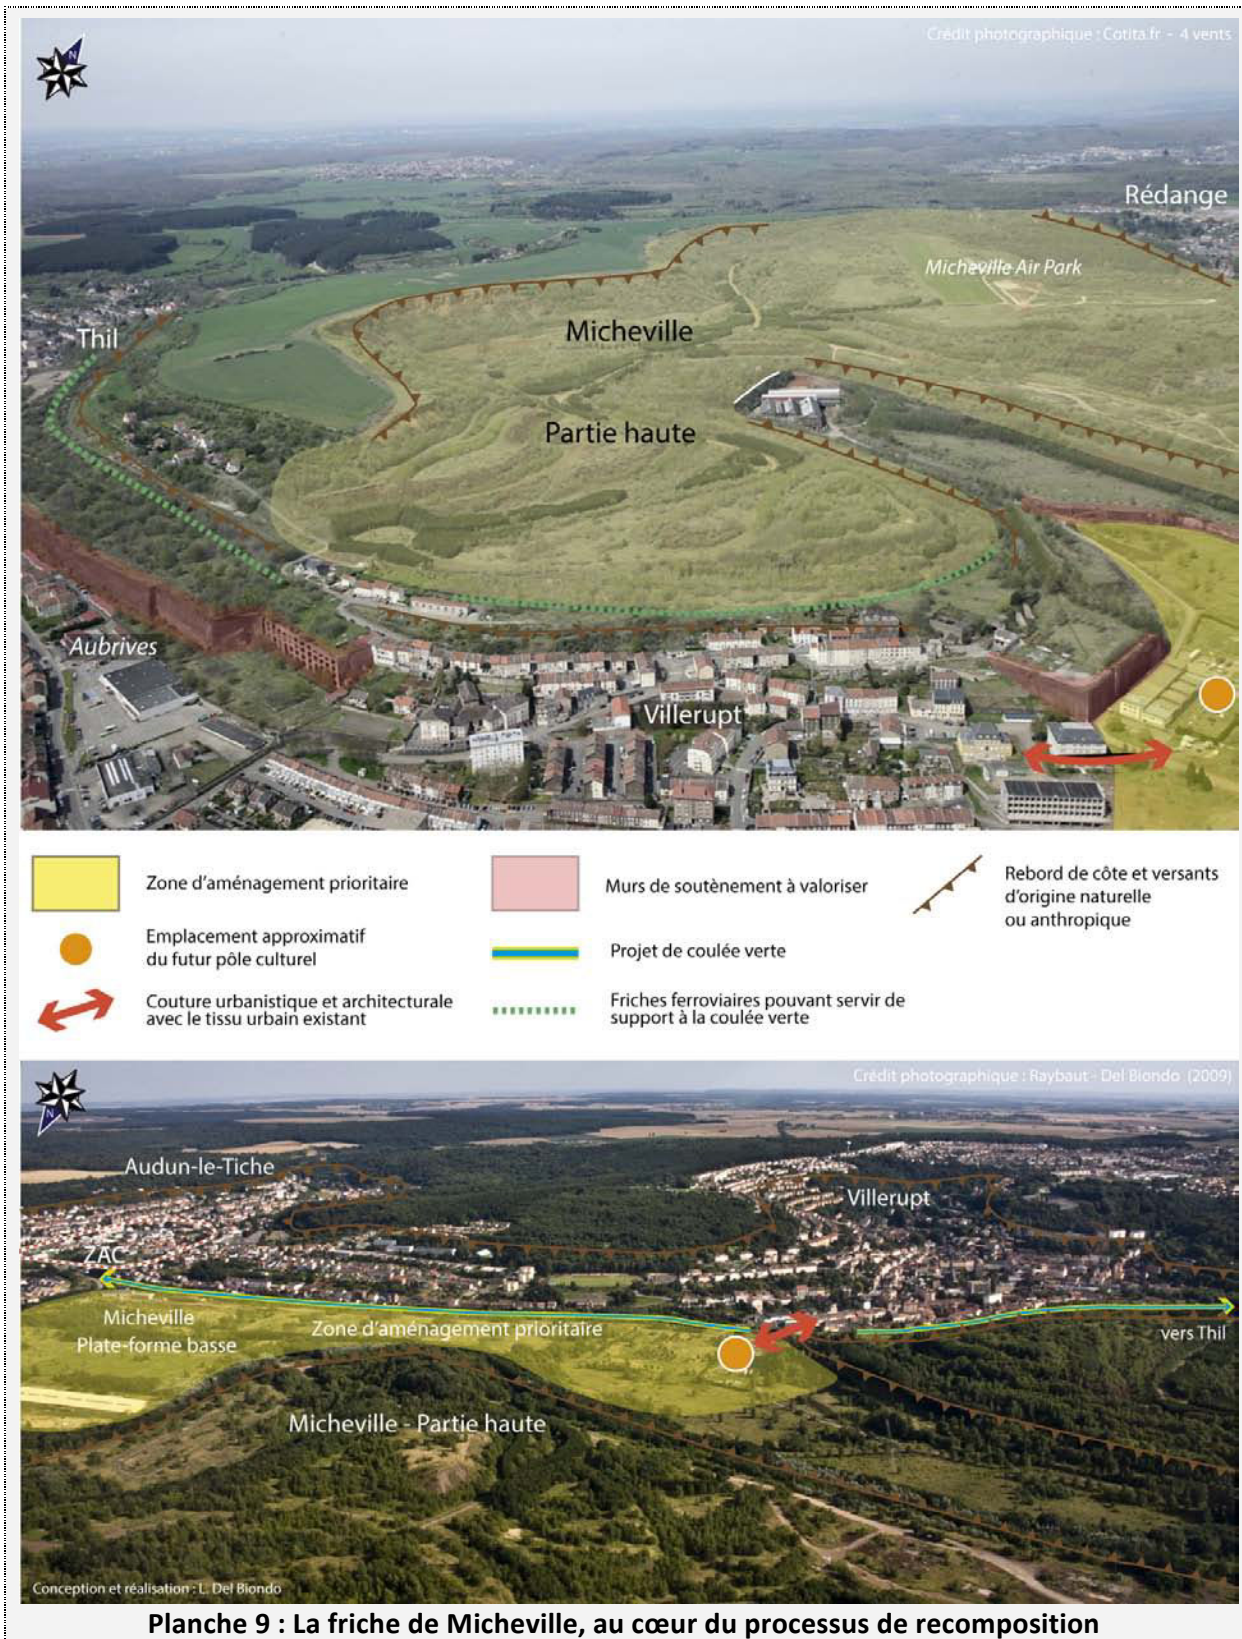 Crédit photographique : Cotita.fr - 4 vents
N
Rédange
Micheville Air Park
Micheville
Thil
Partie haute
Aubrives
Villerupt
Zone d'aménagement prioritaire
Emplacement approximatif
du futur pôle culturel
Couture urbanistique et architecturale
avec le tissu urbain existant
Murs de soutènement à valoriser
Projet de coulée verte
Friches ferroviaires pouvant servir de
support à la coulée verte
Rebord de côte et versants
d'origine naturelle
ou anthropique
Crédit photographique : Raybaut - Del Biondo (2009)
N
Audun-le-Tiche
Villerupt
ZAC
Micheville
Plate-forme basse
Zone d'aménagement prioritaire
vers Thil
Micheville - Partie haute
Conception et réalisation : L. Del Biondo
Planche 9 : La friche de Micheville, au cœur du processus de recomposition